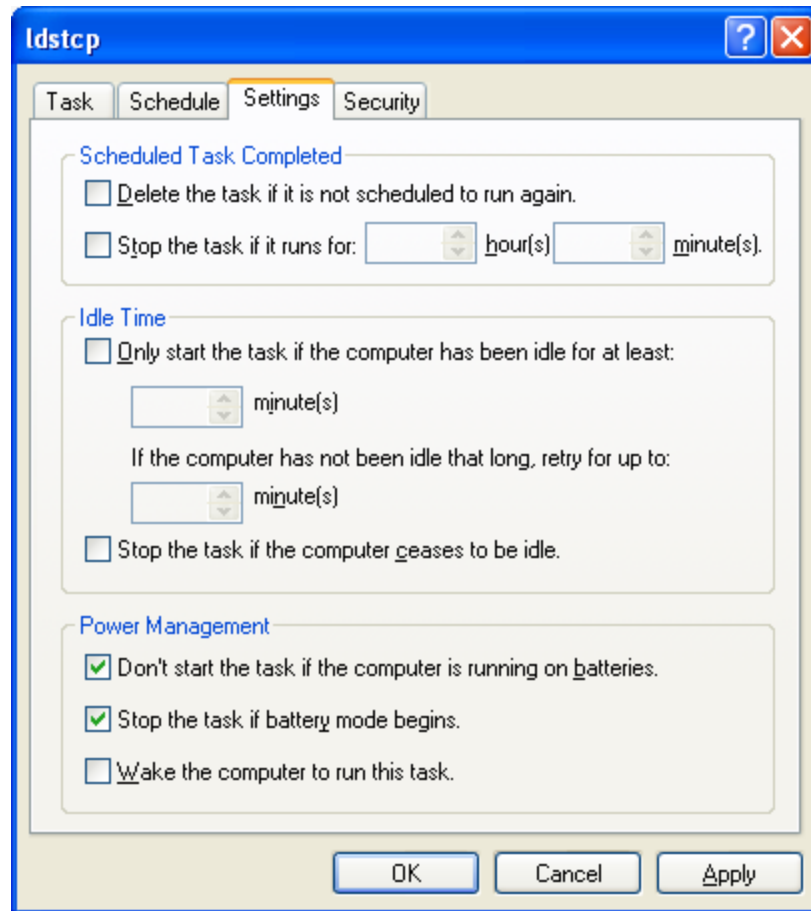 ldstcp
Task Schedule Settings Security
Scheduled Task Completed
Delete the task if it is not scheduled to run again.
Stop the task if it runs for: hour(s) minute(s).
Idle Time
Only start the task if the computer has been idle for at least:
minute(s)
If the computer has not been idle that long, retry for up to:
minute(s)
Stop the task if the computer ceases to be idle.
Power Management
Don't start the task if the computer is running on batteries.
Stop the task if battery mode begins.
Wake the computer to run this task.
OK Cancel Apply